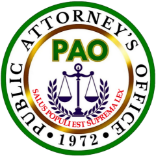 PUBLIC ATTORNEY'S OFFICE
PAO
SALUS POPULI EST SUPREMA LEX
• 1972 •